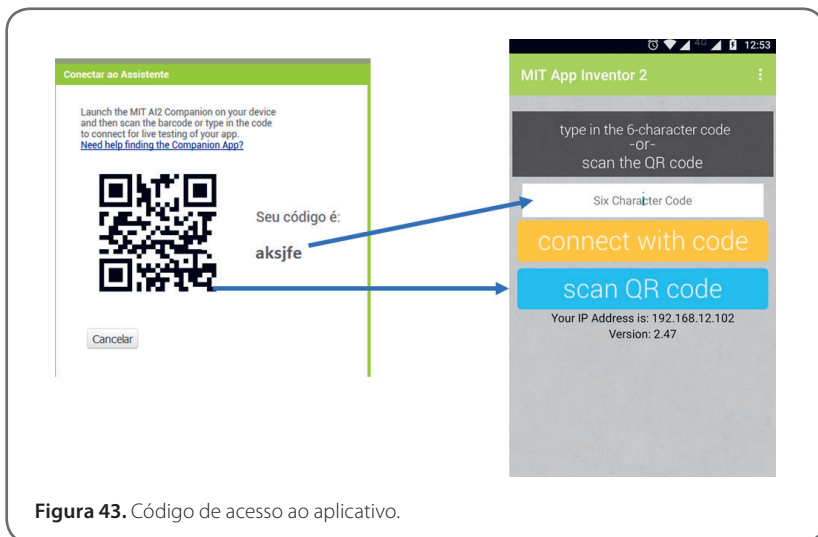 Conectar ao Assistente
Launch the MIT AI2 Companion on your device
and then scan the barcode or type in the code
to connect for live testing of your app.
Need help finding the Companion App?
Seu código é:
aksjfe
Cancelar
4G 12:53
MIT App Inventor 2
type in the 6-character code
-or-
scan the QR code
Six Character Code
connect with code
scan QR code
Your IP Address is: 192.168.12.102
Version: 2.47
Figura 43. Código de acesso ao aplicativo.